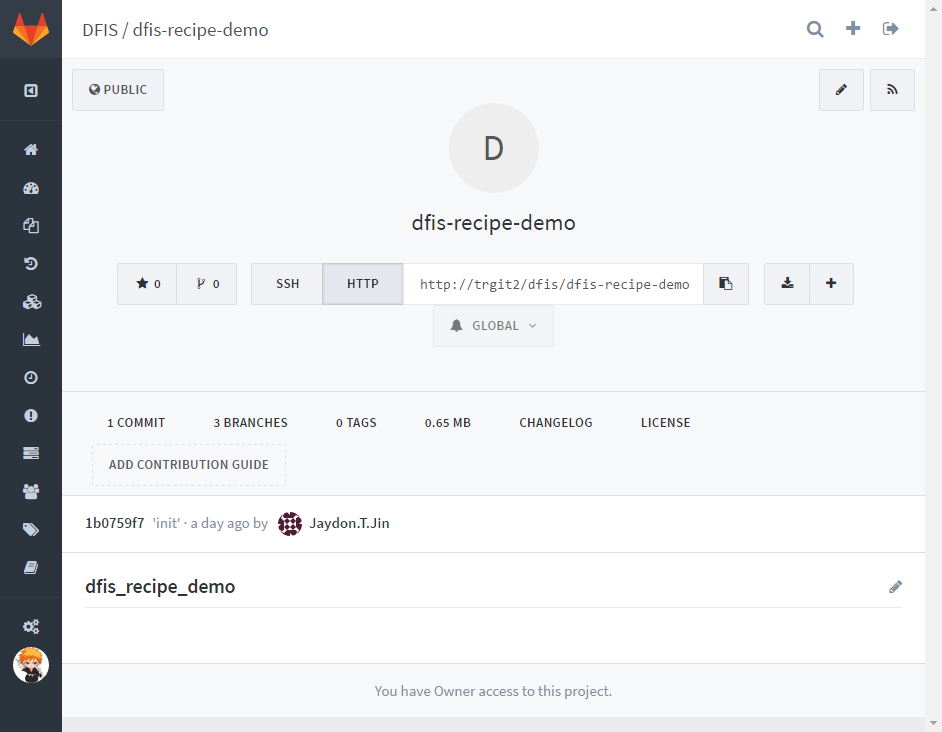 DFIS / dfis-recipe-demo
PUBLIC
D
dfis-recipe-demo
0 0 SSH HTTP http://trgit2/dfis/dfis-recipe-demo
GLOBAL
1 COMMIT 3 BRANCHES 0 TAGS 0.65 MB CHANGELOG LICENSE
ADD CONTRIBUTION GUIDE
1b0759f7 'init' · a day ago by Jaydon.T.Jin
dfis_recipe_demo
You have Owner access to this project.